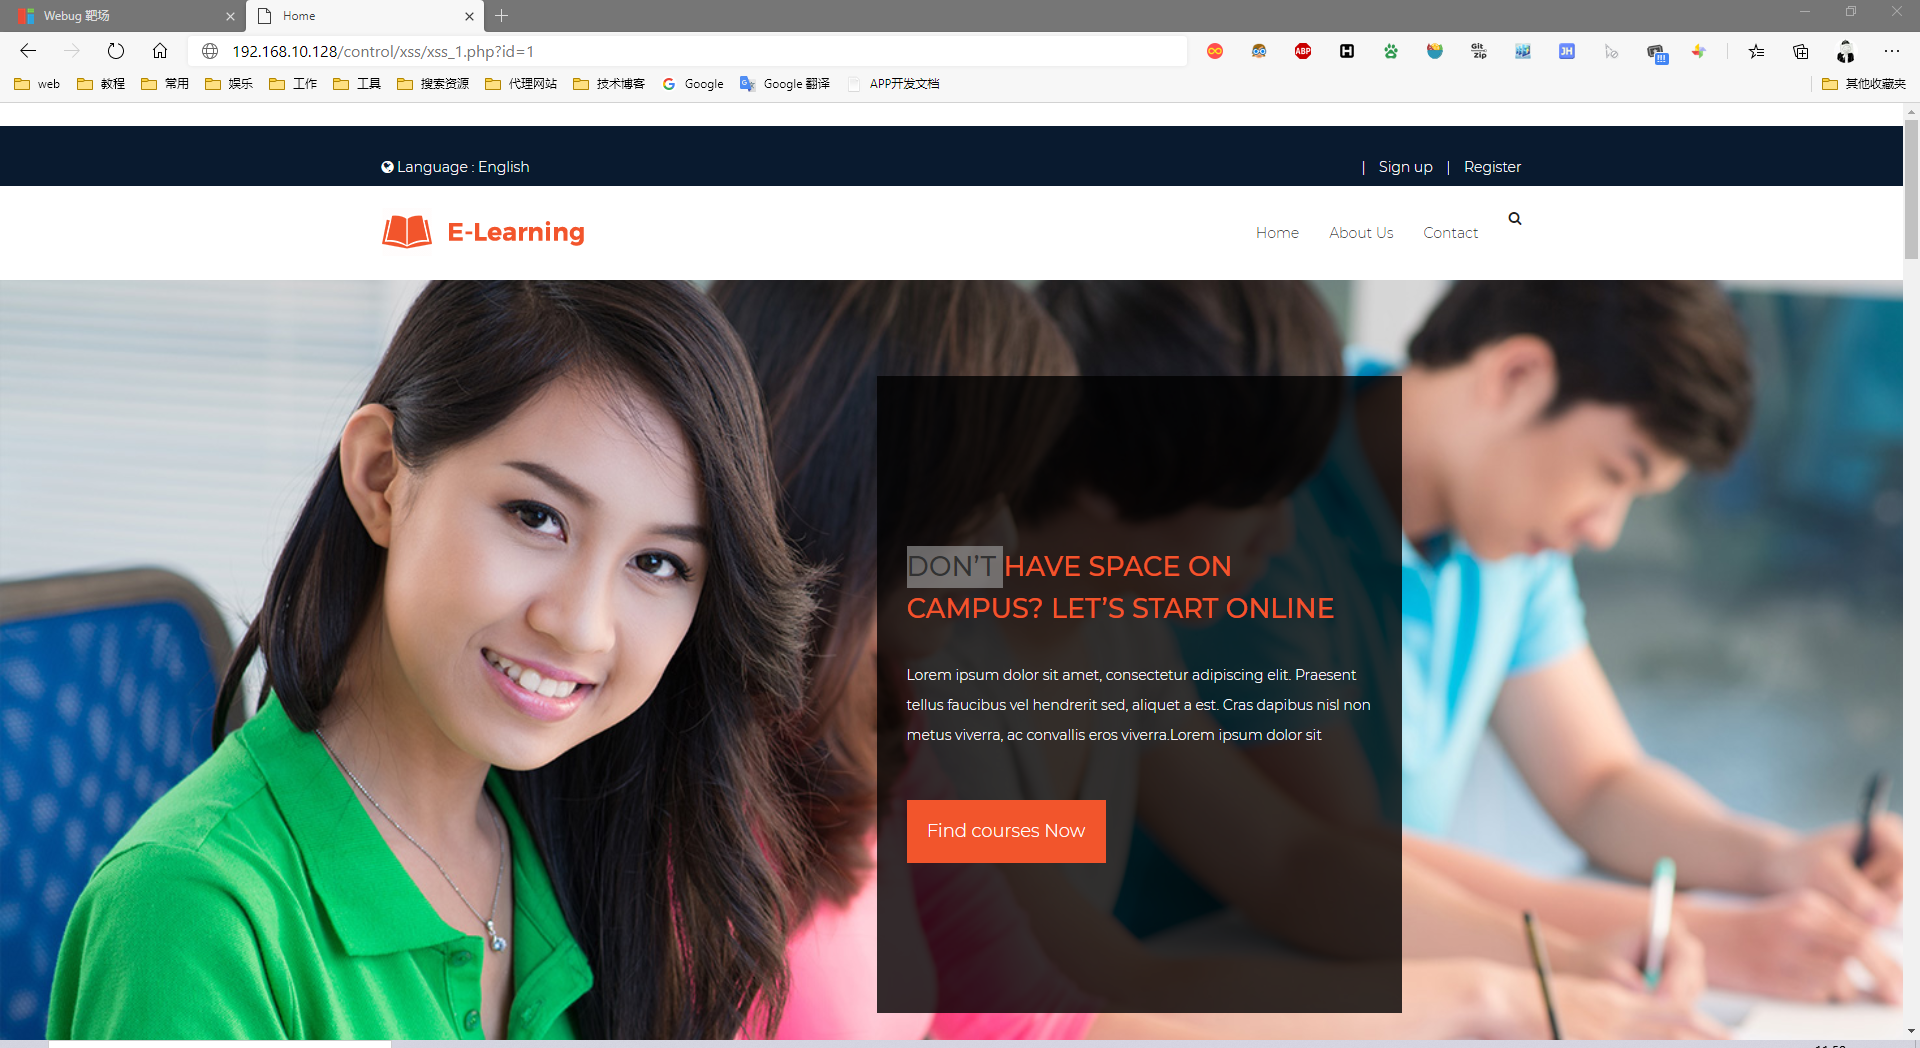 Webug 靶场
Home
192.168.10.128/control/xss/xss_1.php?id=1
ABP
H
Git Zip
JH
web
教程
常用
娱乐
工作
工具
搜索资源
代理网站
技术博客
Google
Google 翻译
APP开发文档
其他收藏夹
Language : English
| Sign up | Register
E-Learning
Home
About Us
Contact
DON’T HAVE SPACE ON
CAMPUS? LET’S START ONLINE
Lorem ipsum dolor sit amet, consectetur adipiscing elit. Praesent
tellus faucibus vel hendrerit sed, aliquet a est. Cras dapibus nisl non
metus viverra, ac convallis eros viverra.Lorem ipsum dolor sit
Find courses Now